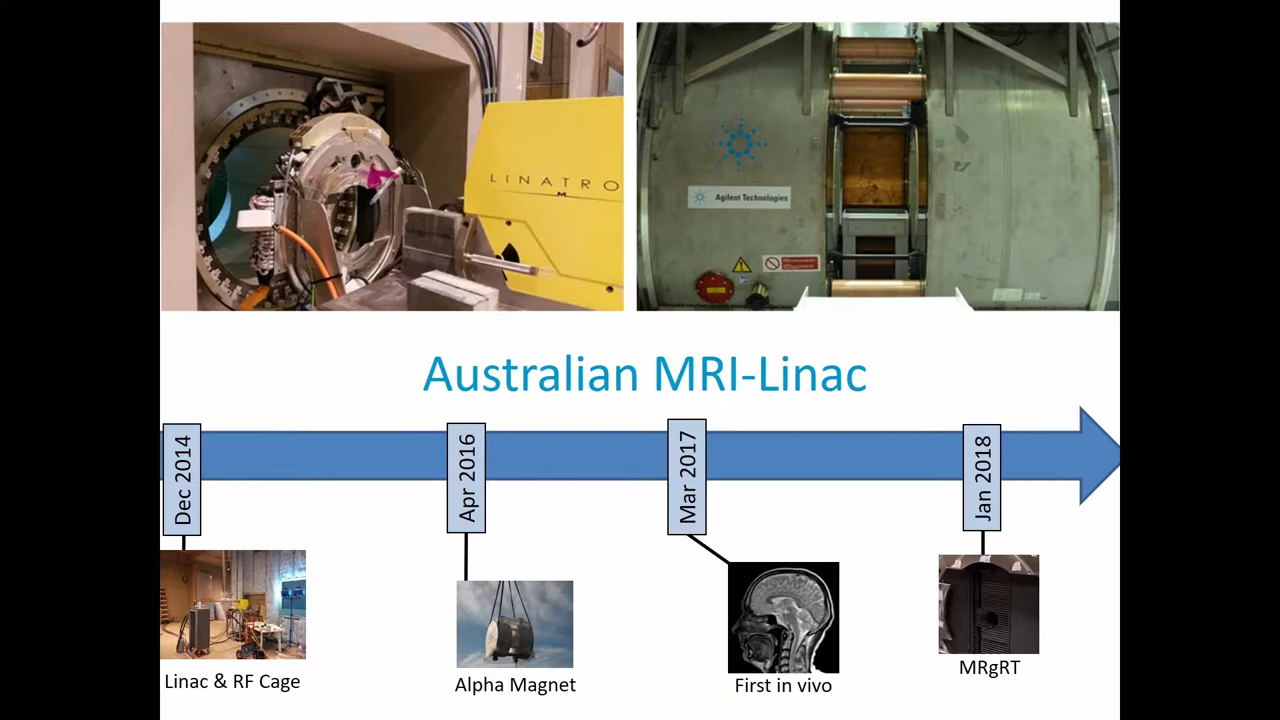 LINATRO
M
Agilent Technologies
Australian MRI-Linac
Dec 2014
Apr 2016
Mar 2017
Jan 2018
Linac & RF Cage
Alpha Magnet
First in vivo
MRgRT